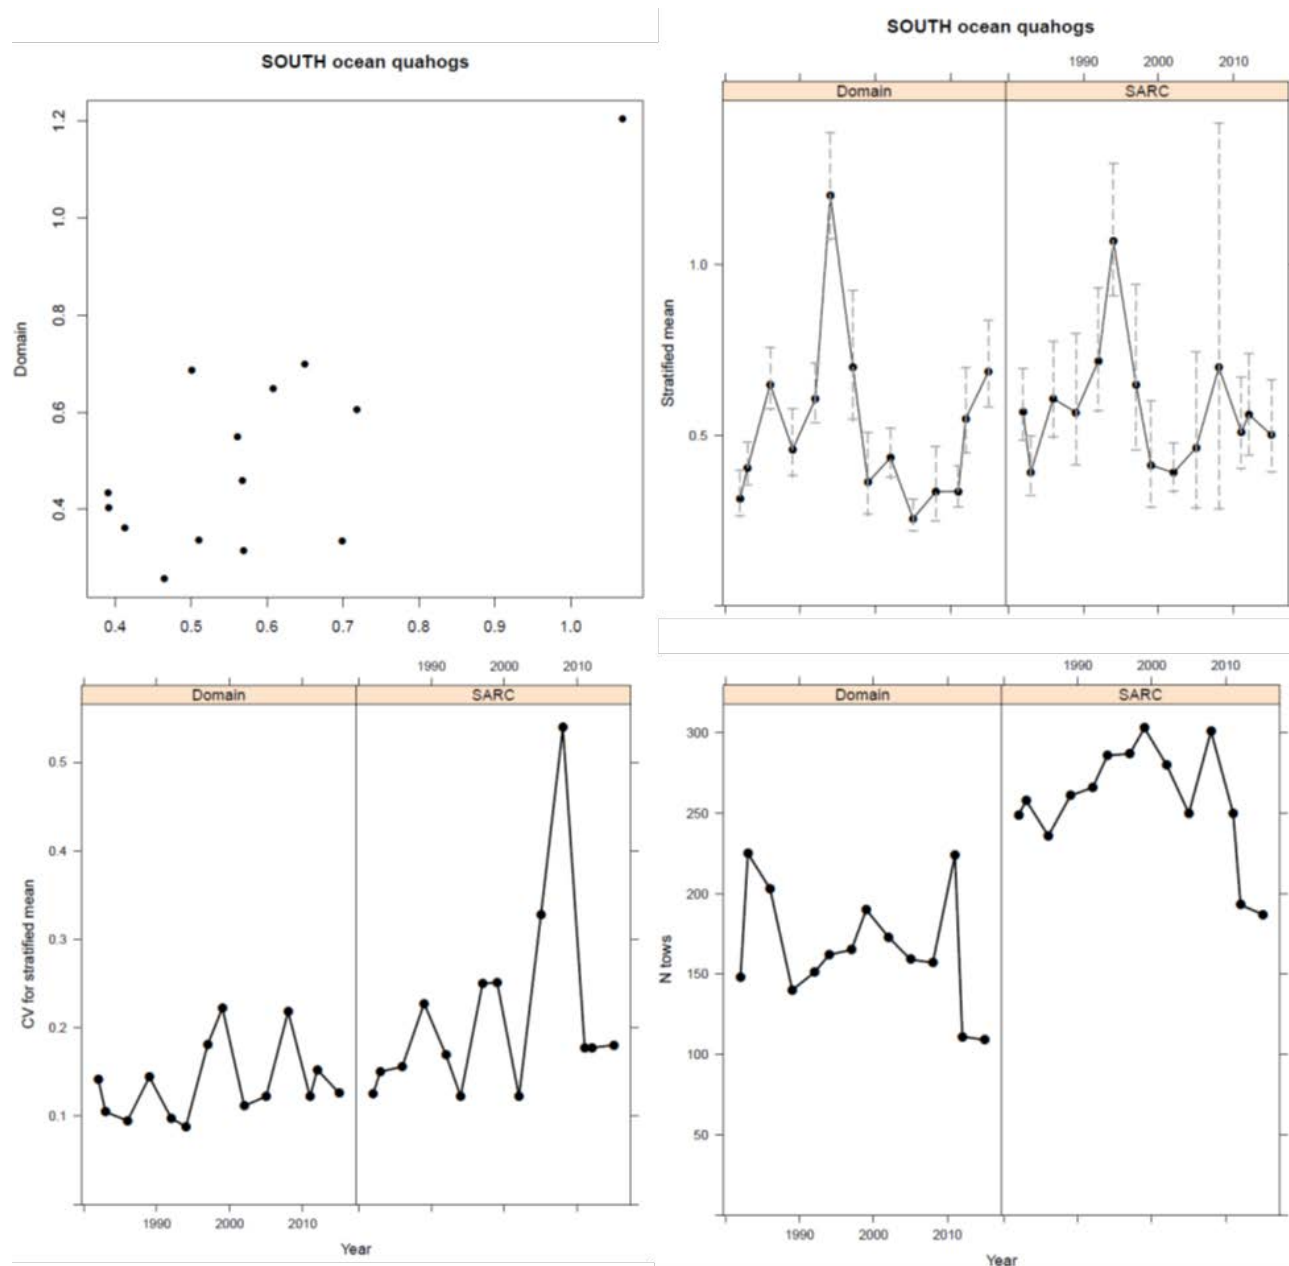 SOUTH ocean quahogs
1.2
1.0
0.8
0.6
0.4
Domain
0.4 0.5 0.6 0.7 0.8 0.9 1.0
SOUTH ocean quahogs
1990 2000 2010
Domain SARC
1.0
0.5
Stratified mean
1990 2000 2010
Domain SARC
0.5
0.4
0.3
0.2
0.1
CV for stratified mean
1990 2000 2010
Year
1990 2000 2010
Domain SARC
300
250
200
150
100
50
N tows
1990 2000 2010
Year